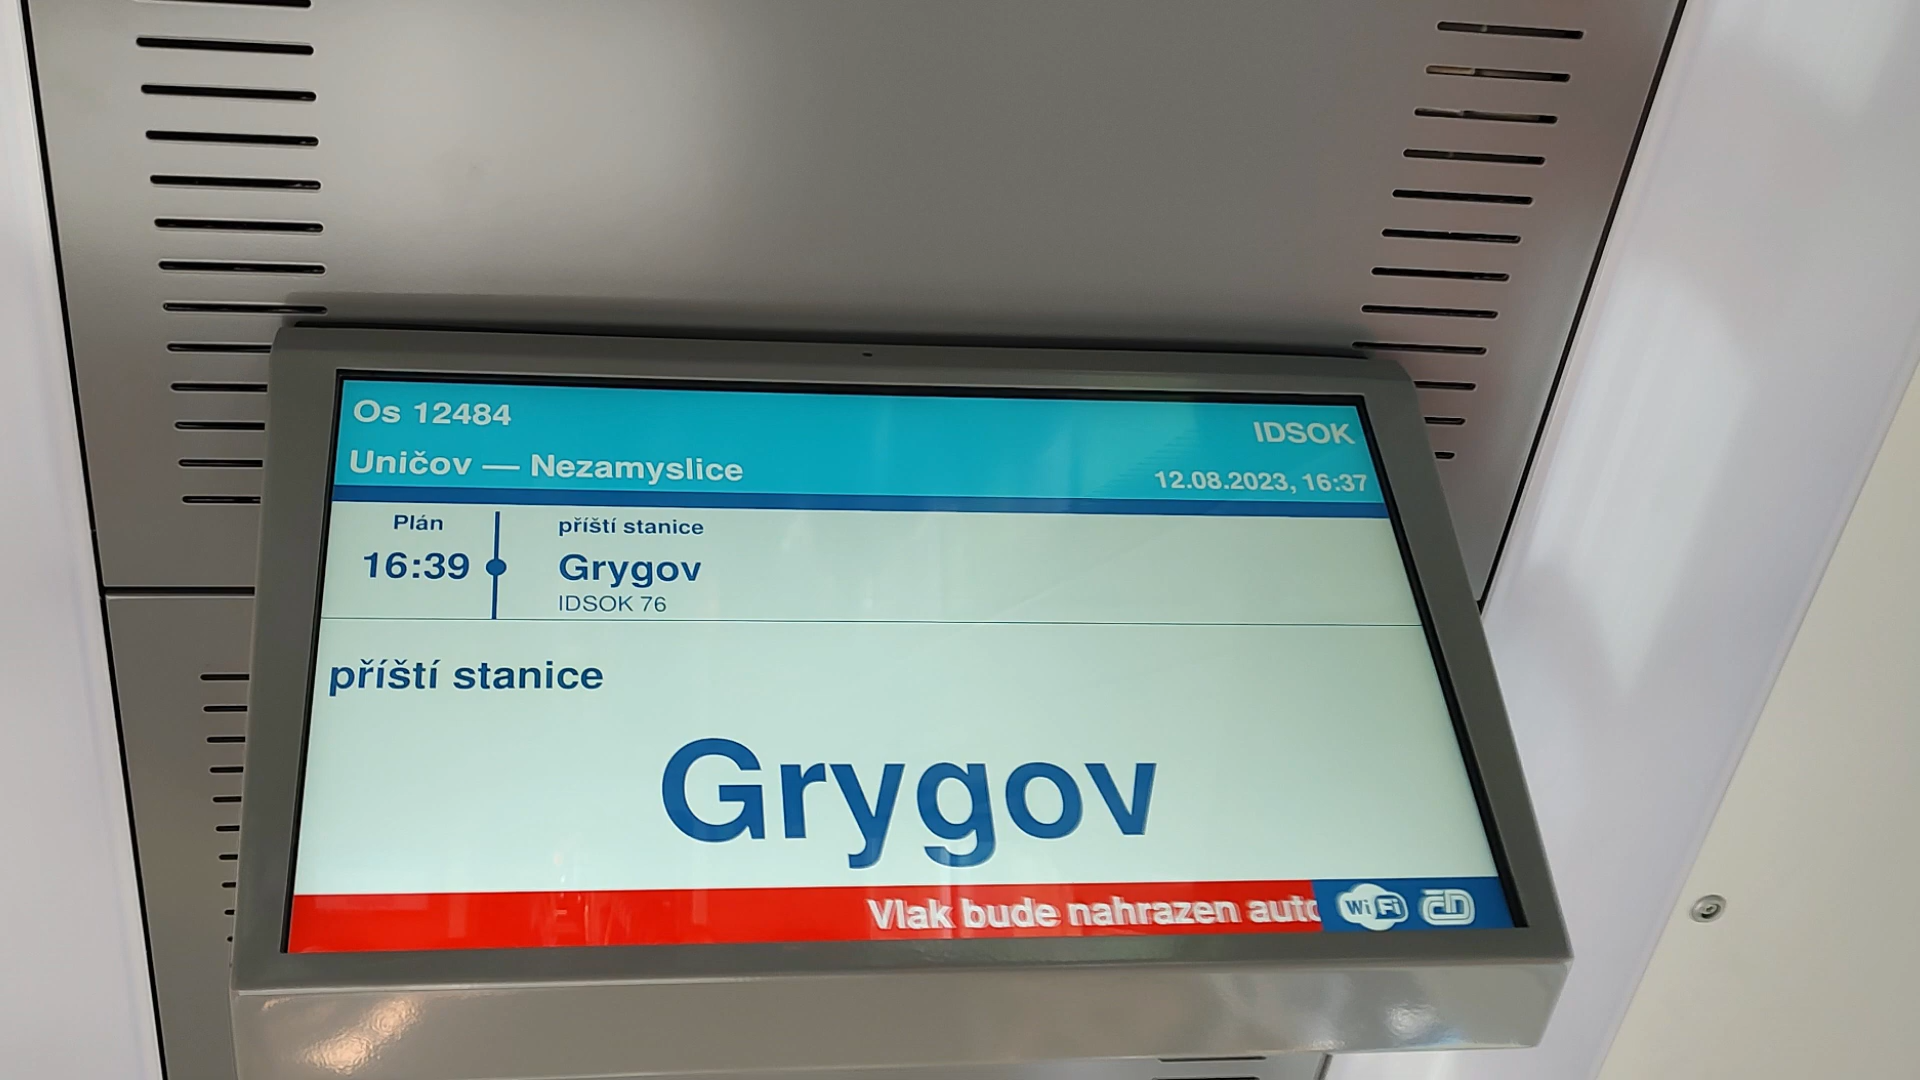 Os 12484
IDSOK
Uničov — Nezamyslice
12.08.2023, 16:37
Plán
příští stanice
16:39
Grygov
IDSOK 76
příští stanice
Grygov
Vlak bude nahrazen auto
WiFi
ČD